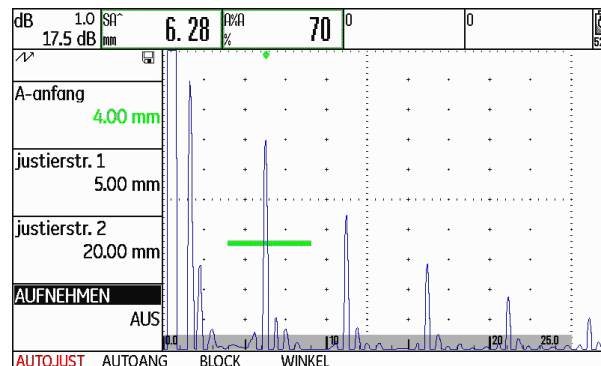 dB 1.0 SA^ 6.28 A%A 70 0 0
17.5 dB mm %
A-anfang
4.00 mm
justierstr. 1
5.00 mm
justierstr. 2
20.00 mm
AUFNEHMEN
AUS
0.0 10 20 25.0
AUTOJUST AUTOANG BLOCK WINKEL